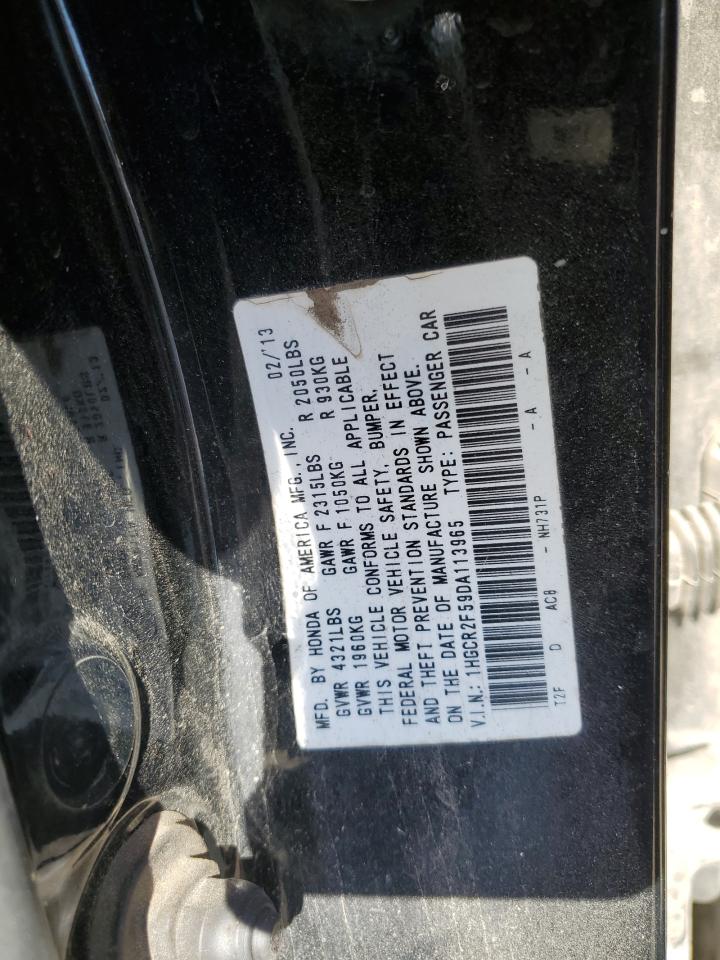 MFD. BY HONDA OF AMERICA MFG., INC. 02/'13
GVWR 4321LBS GAWR F 2315LBS R 2050LBS
GVWR 1960KG GAWR F 1050KG R 930KG
THIS VEHICLE CONFORMS TO ALL APPLICABLE
FEDERAL MOTOR VEHICLE SAFETY, BUMPER,
AND THEFT PREVENTION STANDARDS IN EFFECT
ON THE DATE OF MANUFACTURE SHOWN ABOVE.
V.I.N.: 1HGCR2F59DA113965 TYPE: PASSENGER CAR
T2F D AC8 - NH731P - A - A